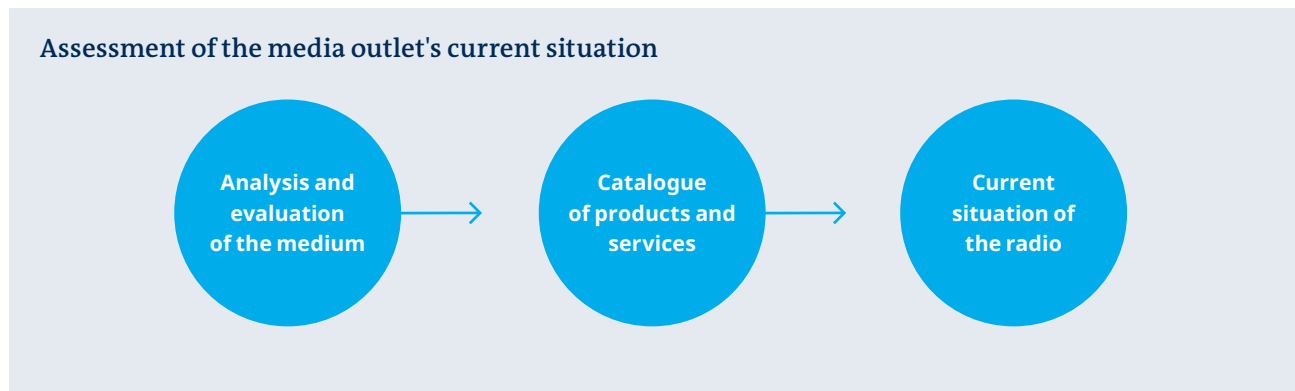 Assessment of the media outlet's current situation
Analysis and
evaluation
of the medium
Catalogue
of products and
services
Current
situation of
the radio